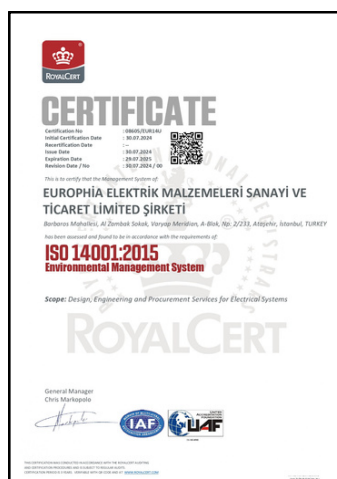 ROYALCERT
CERTIFICATE
Certification No : 08605/EUR14U
Initial Certification Date : 30.07.2024
Recertification Date : --
Issue Date : 30.07.2024
Expiration Date : 29.07.2025
Revision Date / No : 30.07.2024 / 00
This is to certify that the Management System of:
EUROPHIA ELEKTRİK MALZEMELERİ SANAYİ VE
TİCARET LİMİTED ŞİRKETİ
Barbaros Mahallesi, Al Zambak Sokak, Varyap Meridian, A-Blok, No: 2/233, Ataşehir, İstanbul, TURKEY
has been assessed and found to be in accordance with the requirements of:
ISO 14001:2015
Environmental Management System
Scope: Design, Engineering and Procurement Services for Electrical Systems
ROYALCERT
General Manager
Chris Markopolo
IAF
UAF